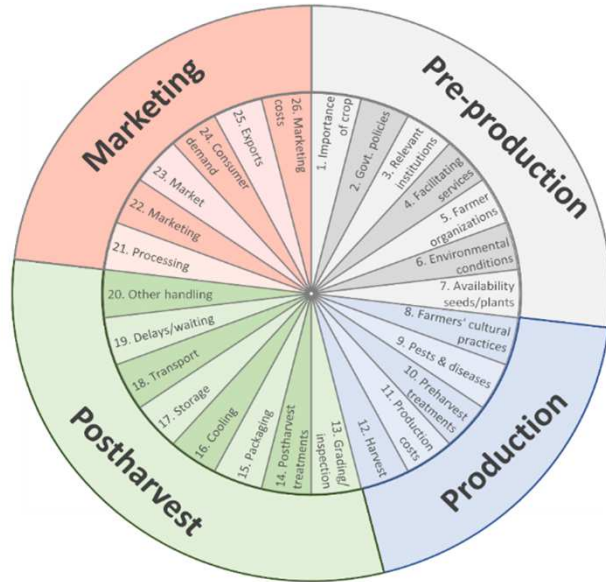 Marketing
Pre-production
Production
Postharvest
1. Importance
of crop
2. Govt. policies
3. Relevant
institutions
4. Facilitating
services
5. Farmer
organizations
6. Environmental
conditions
7. Availability
seeds/plants
8. Farmers' cultural
practices
9. Pests & diseases
10. Preharvest
treatments
11. Production
costs
12. Harvest
13. Grading/
inspection
14. Postharvest
treatments
15. Packaging
16. Cooling
17. Storage
18. Transport
19. Delays/waiting
20. Other handling
21. Processing
22. Marketing
23. Market
24. Consumer
demand
25. Exports
26. Marketing
costs